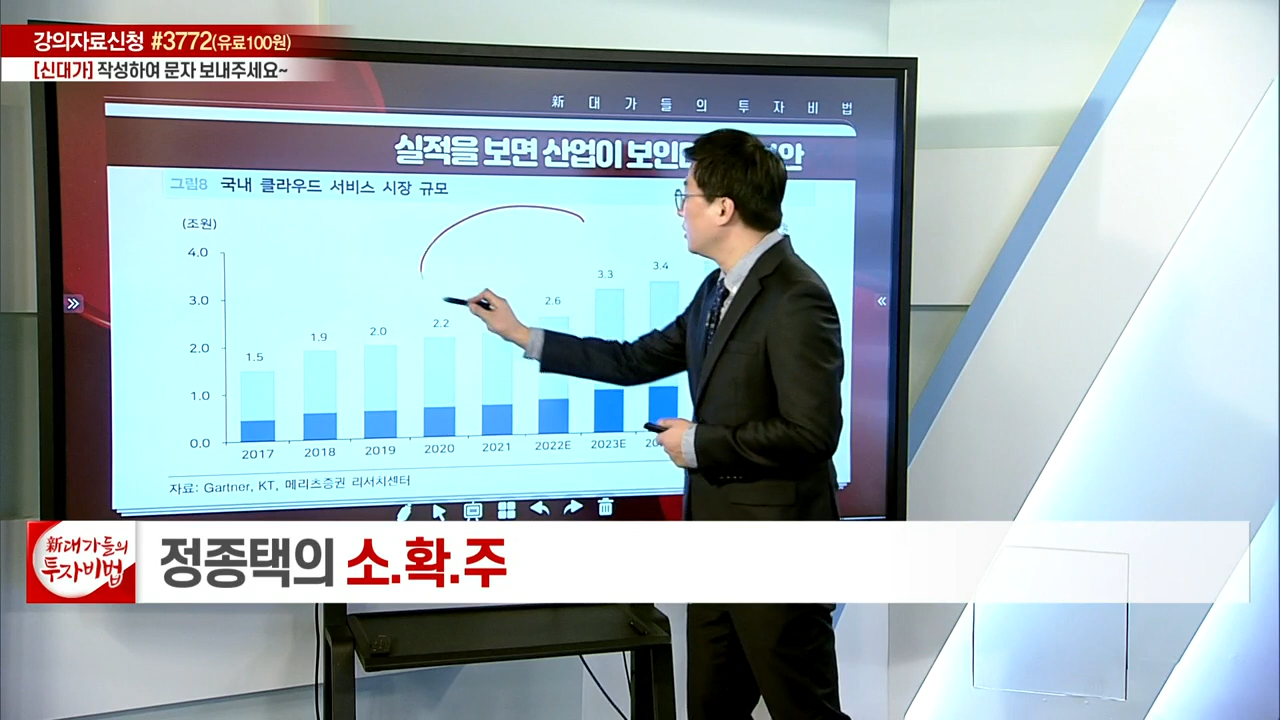 강의자료신청 #3772(유료100원)
[신대가] 작성하여 문자 보내주세요~
新 대 가 들 의 투 자 비 법
실적을 보면 산업이 보인다
그림8 국내 클라우드 서비스 시장 규모
(조원)
4.0
3.0
2.0
1.0
0.0
1.5
1.9
2.0
2.2
2.6
3.3
3.4
2017 2018 2019 2020 2021 2022E 2023E
자료: Gartner, KT, 메리츠증권 리서치센터
新대가들의
투자비법
정종택의 소.확.주